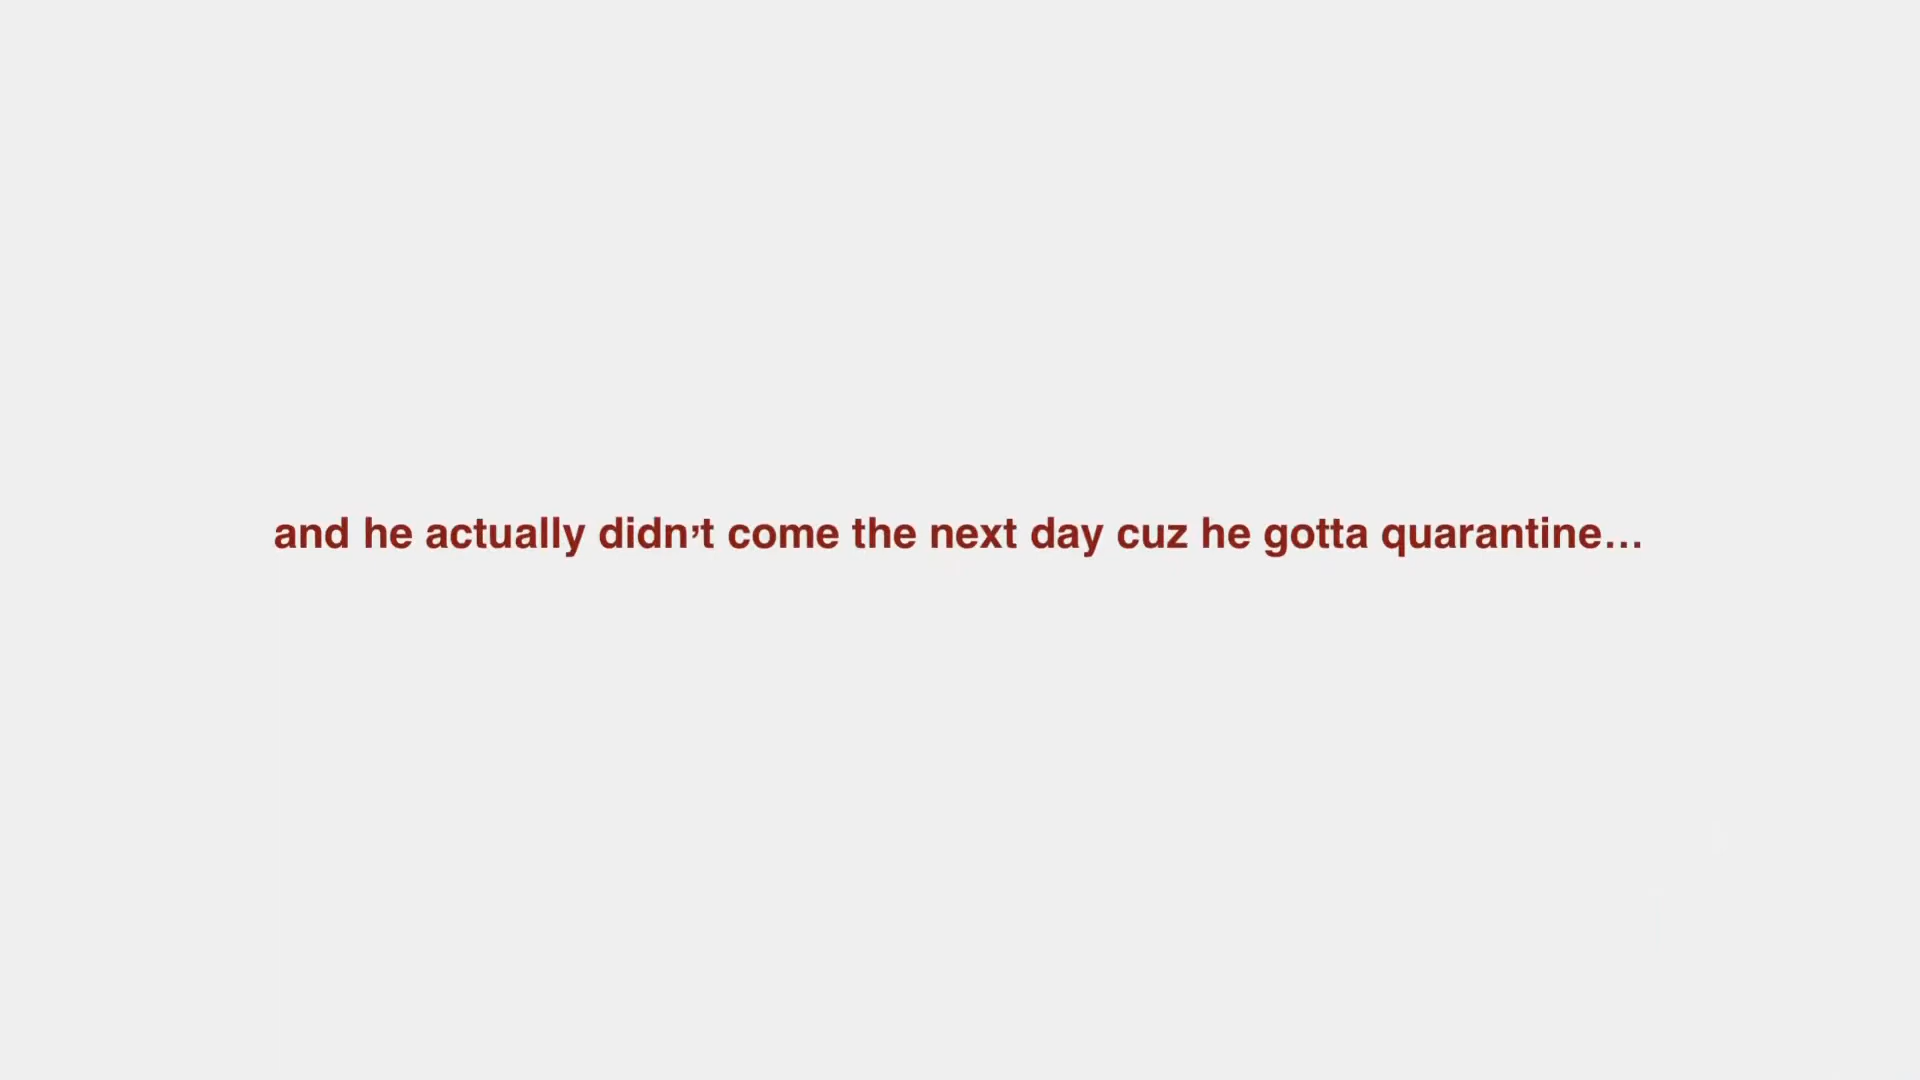 and he actually didn't come the next day cuz he gotta quarantine...